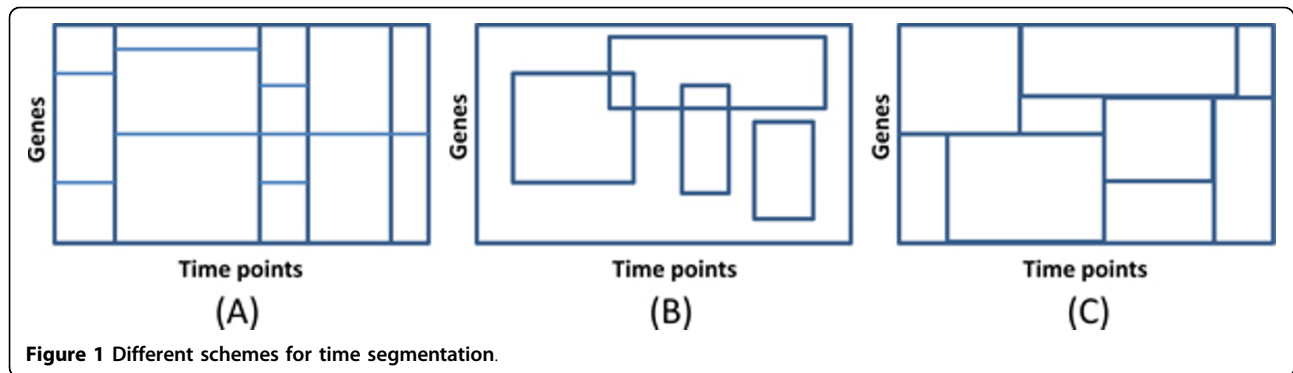 Genes
Time points
(A)
Genes
Time points
(B)
Genes
Time points
(C)
Figure 1 Different schemes for time segmentation.